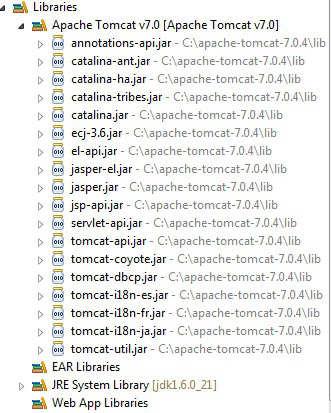 Libraries
Apache Tomcat v7.0 [Apache Tomcat v7.0]
annotations-api.jar - C:\apache-tomcat-7.0.4\lib
catalina-ant.jar - C:\apache-tomcat-7.0.4\lib
catalina-ha.jar - C:\apache-tomcat-7.0.4\lib
catalina-tribes.jar - C:\apache-tomcat-7.0.4\lib
catalina.jar - C:\apache-tomcat-7.0.4\lib
ecj-3.6.jar - C:\apache-tomcat-7.0.4\lib
el-api.jar - C:\apache-tomcat-7.0.4\lib
jasper-el.jar - C:\apache-tomcat-7.0.4\lib
jasper.jar - C:\apache-tomcat-7.0.4\lib
jsp-api.jar - C:\apache-tomcat-7.0.4\lib
servlet-api.jar - C:\apache-tomcat-7.0.4\lib
tomcat-api.jar - C:\apache-tomcat-7.0.4\lib
tomcat-coyote.jar - C:\apache-tomcat-7.0.4\lib
tomcat-dbcp.jar - C:\apache-tomcat-7.0.4\lib
tomcat-i18n-es.jar - C:\apache-tomcat-7.0.4\lib
tomcat-i18n-fr.jar - C:\apache-tomcat-7.0.4\lib
tomcat-i18n-ja.jar - C:\apache-tomcat-7.0.4\lib
tomcat-util.jar - C:\apache-tomcat-7.0.4\lib
EAR Libraries
JRE System Library [jdk1.6.0_21]
Web App Libraries